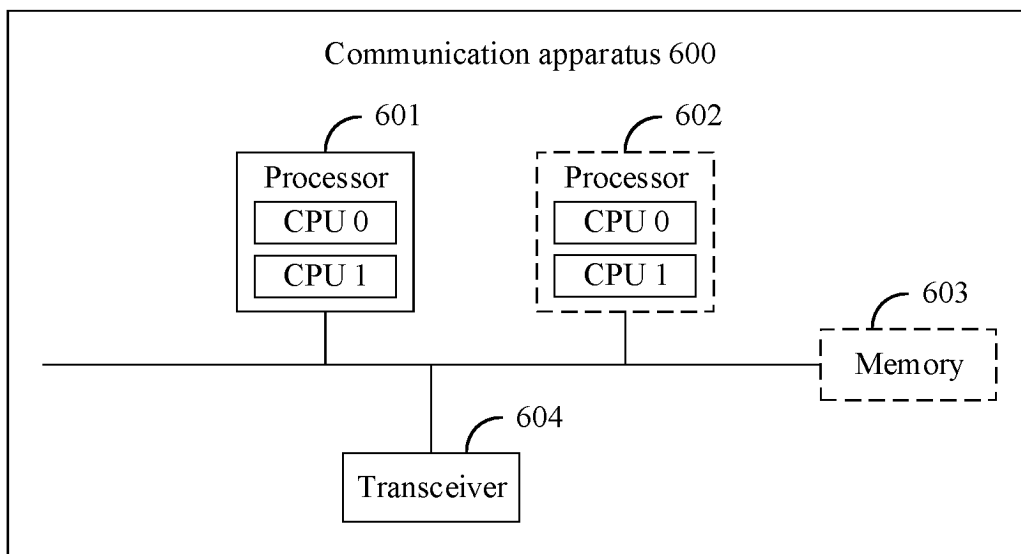 Communication apparatus 600
601
602
Processor
CPU 0
CPU 1
Processor
CPU 0
CPU 1
603
Memory
604
Transceiver